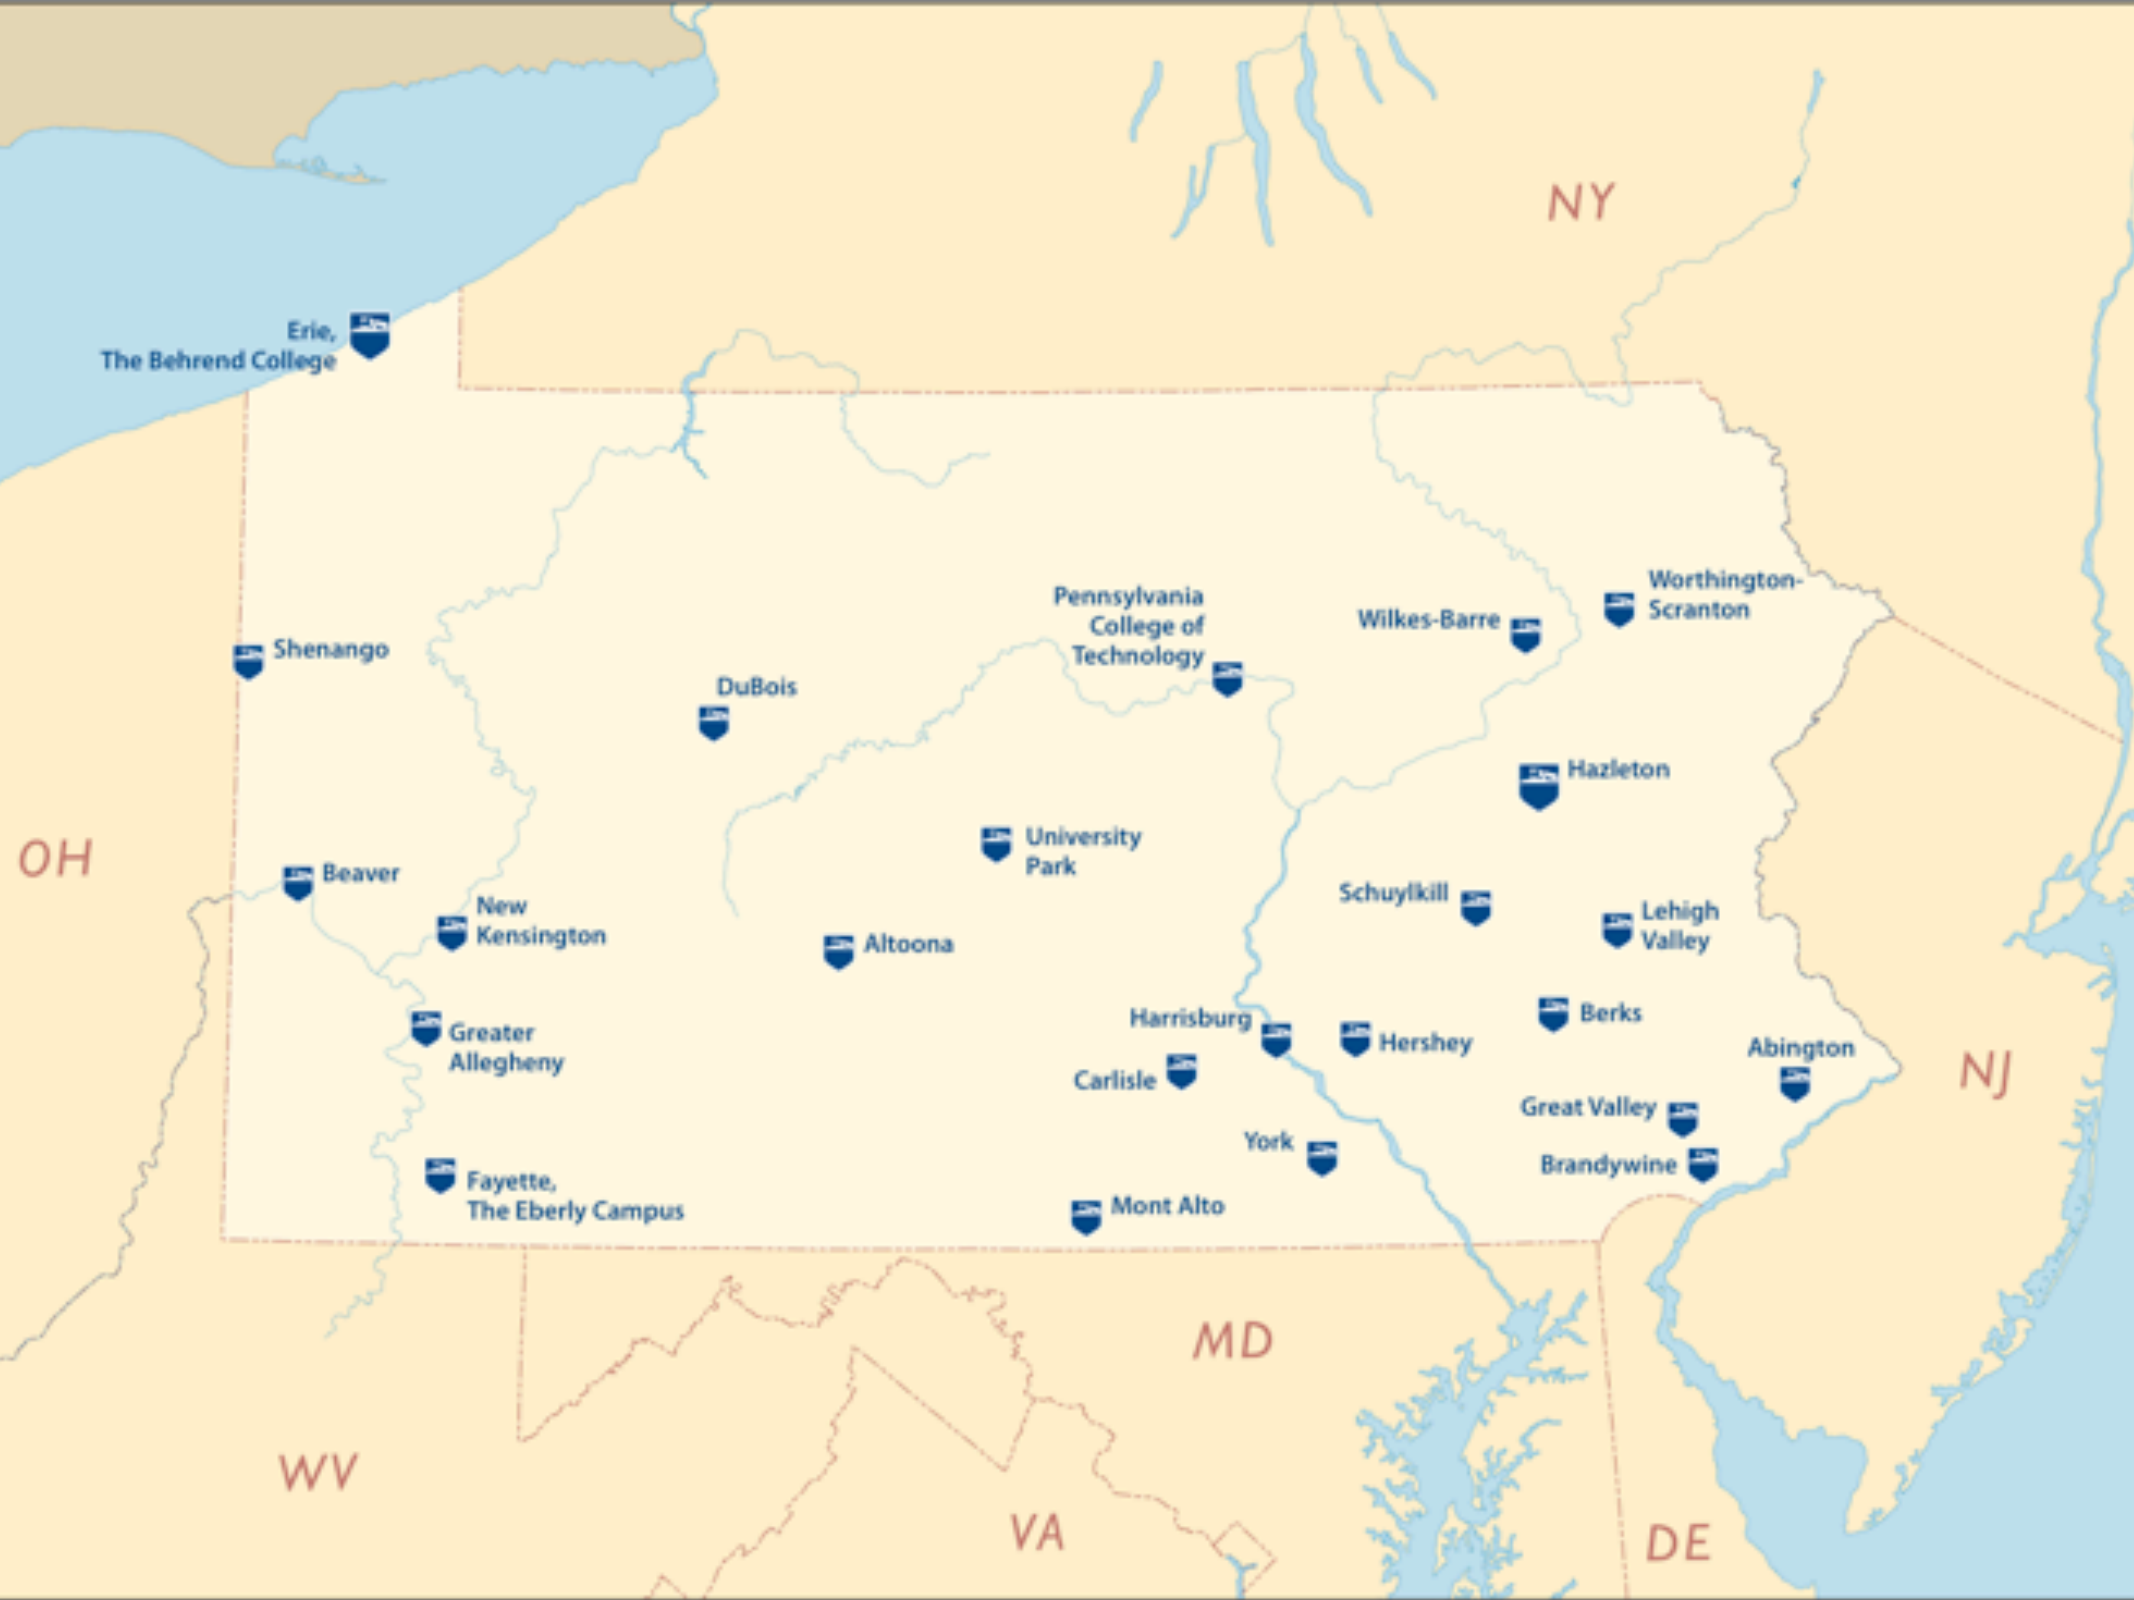 NY
Erie,
The Behrend College
Worthington-
Scranton
Pennsylvania
College of
Technology
Wilkes-Barre
Shenango
DuBois
Hazleton
University
Park
OH
Beaver
New
Kensington
Schuylkill
Lehigh
Valley
Altoona
Greater
Allegheny
Harrisburg
Hershey
Berks
Abington
Carlisle
NJ
Great Valley
York
Brandywine
Fayette,
The Eberly Campus
Mont Alto
MD
WV
VA
DE